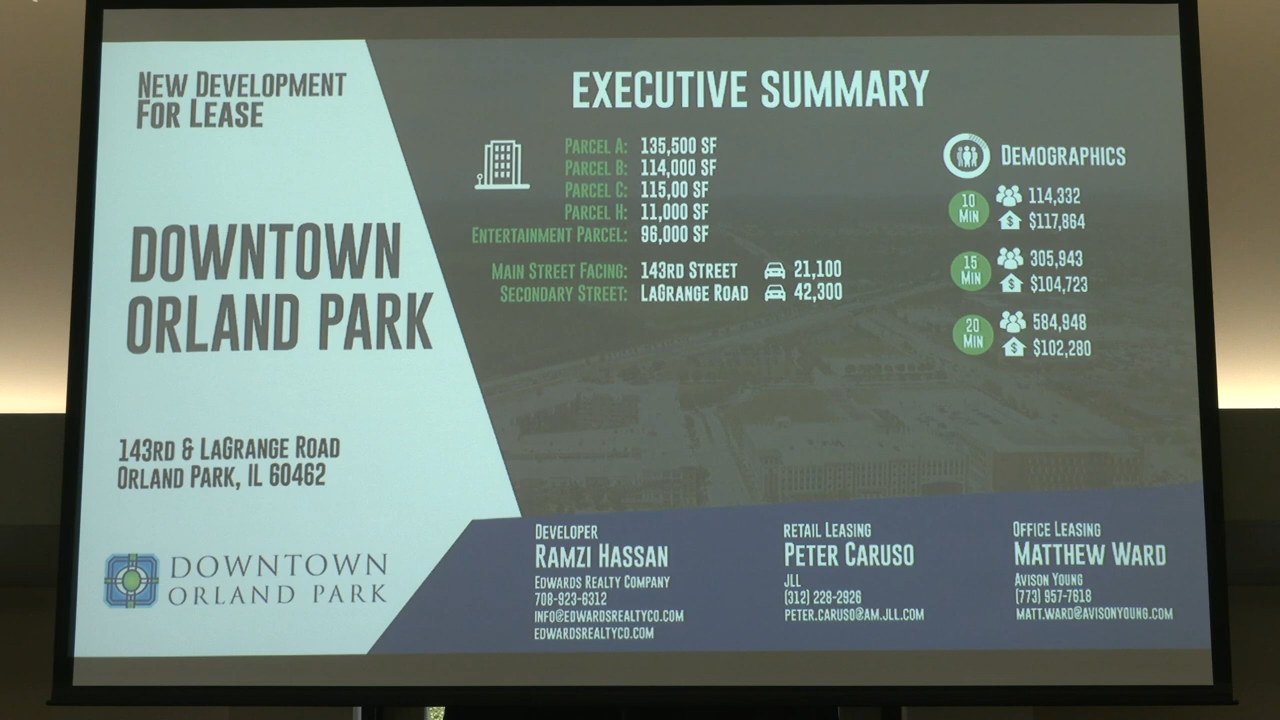 NEW DEVELOPMENT
FOR LEASE
DOWNTOWN
ORLAND PARK
143RD & LAGRANGE ROAD
ORLAND PARK, IL 60462
DOWNTOWN
ORLAND PARK
EXECUTIVE SUMMARY
PARCEL A: 135,500 SF
PARCEL B: 114,000 SF
PARCEL C: 115,00 SF
PARCEL H: 11,000 SF
ENTERTAINMENT PARCEL: 96,000 SF
MAIN STREET FACING: 143RD STREET 21,100
SECONDARY STREET: LAGRANGE ROAD 42,300
DEMOGRAPHICS
10 MIN
114,332
$117,864
15 MIN
305,943
$104,723
20 MIN
584,948
$102,280
DEVELOPER
RAMZI HASSAN
EDWARDS REALTY COMPANY
708-923-6312
INFO@EDWARDSREALTYCO.COM
EDWARDSREALTYCO.COM
RETAIL LEASING
PETER CARUSO
JLL
(312) 228-2926
PETER.CARUSO@AM.JLL.COM
OFFICE LEASING
MATTHEW WARD
AVISON YOUNG
(773) 957-7618
MATT.WARD@AVISONYOUNG.COM